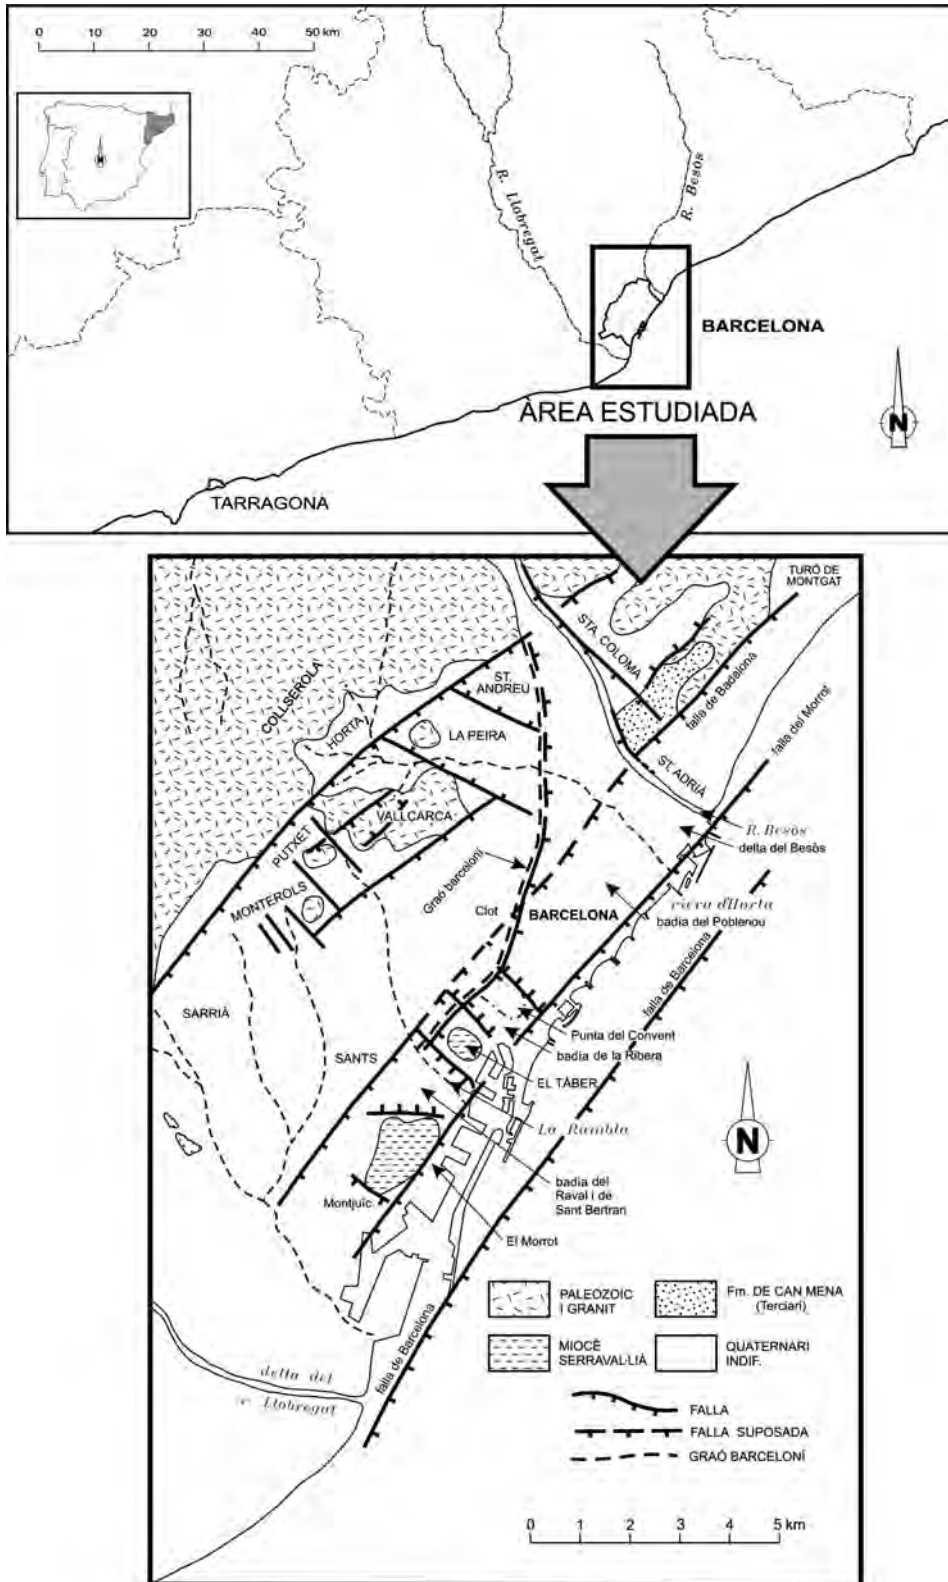 0 10 20 30 40 50 km
N
R. Llobregat
R. Besòs
BARCELONA
ÀREA ESTUDIADA
N
TARRAGONA
TURÓ DE
MONTGAT
STA. COLOMA
COLLSEROLA
ST.
ANDREU
HORTA
LA PEIRA
falla de Badalona
falla del Morrot
ST. ADRIÀ
VALLCARCA
PUTXET
R. Besòs
delta del Besòs
MONTEROLS
Graó barceloní
Clot
BARCELONA
riera d'Horta
badia del Poblenou
falla de Barcelona
SARRIÀ
Punta del Convent
badia de la Ribera
SANTS
EL TÀBER
La Rambla
N
badia del
Raval i de
Sant Bertran
Montjuïc
El Morrot
PALEOZOIC
I GRANIT
Fm. DE CAN MENA
(Terciari)
MIOCÈ
SERRAVAL·LIÀ
QUATERNARI
INDIF.
falla de Barcelona
delta del
r. Llobregat
FALLA
FALLA SUPOSADA
GRAÓ BARCELONÍ
0 1 2 3 4 5 km